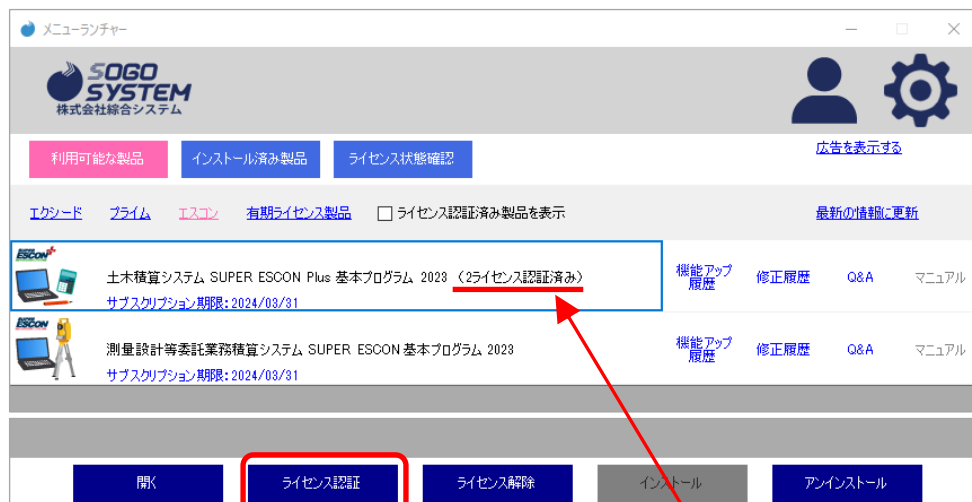 メニューランチャー
SOGO
SYSTEM
株式会社綜合システム
利用可能な製品 インストール済み製品 ライセンス状態確認 広告を表示する
エクシード プライム エスコン 有期ライセンス製品 ライセンス認証済み製品を表示 最新の情報に更新
SUPER
ESCON+
土木積算システム SUPER ESCON Plus 基本プログラム 2023 (2ライセンス認証済み) 機能アップ履歴 修正履歴 Q&A マニュアル
サブスクリプション期限:2024/03/31
SUPER
ESCON
測量設計等委託業務積算システム SUPER ESCON 基本プログラム 2023 機能アップ履歴 修正履歴 Q&A マニュアル
サブスクリプション期限:2024/03/31
開く ライセンス認証 ライセンス解除 インストール アンインストール